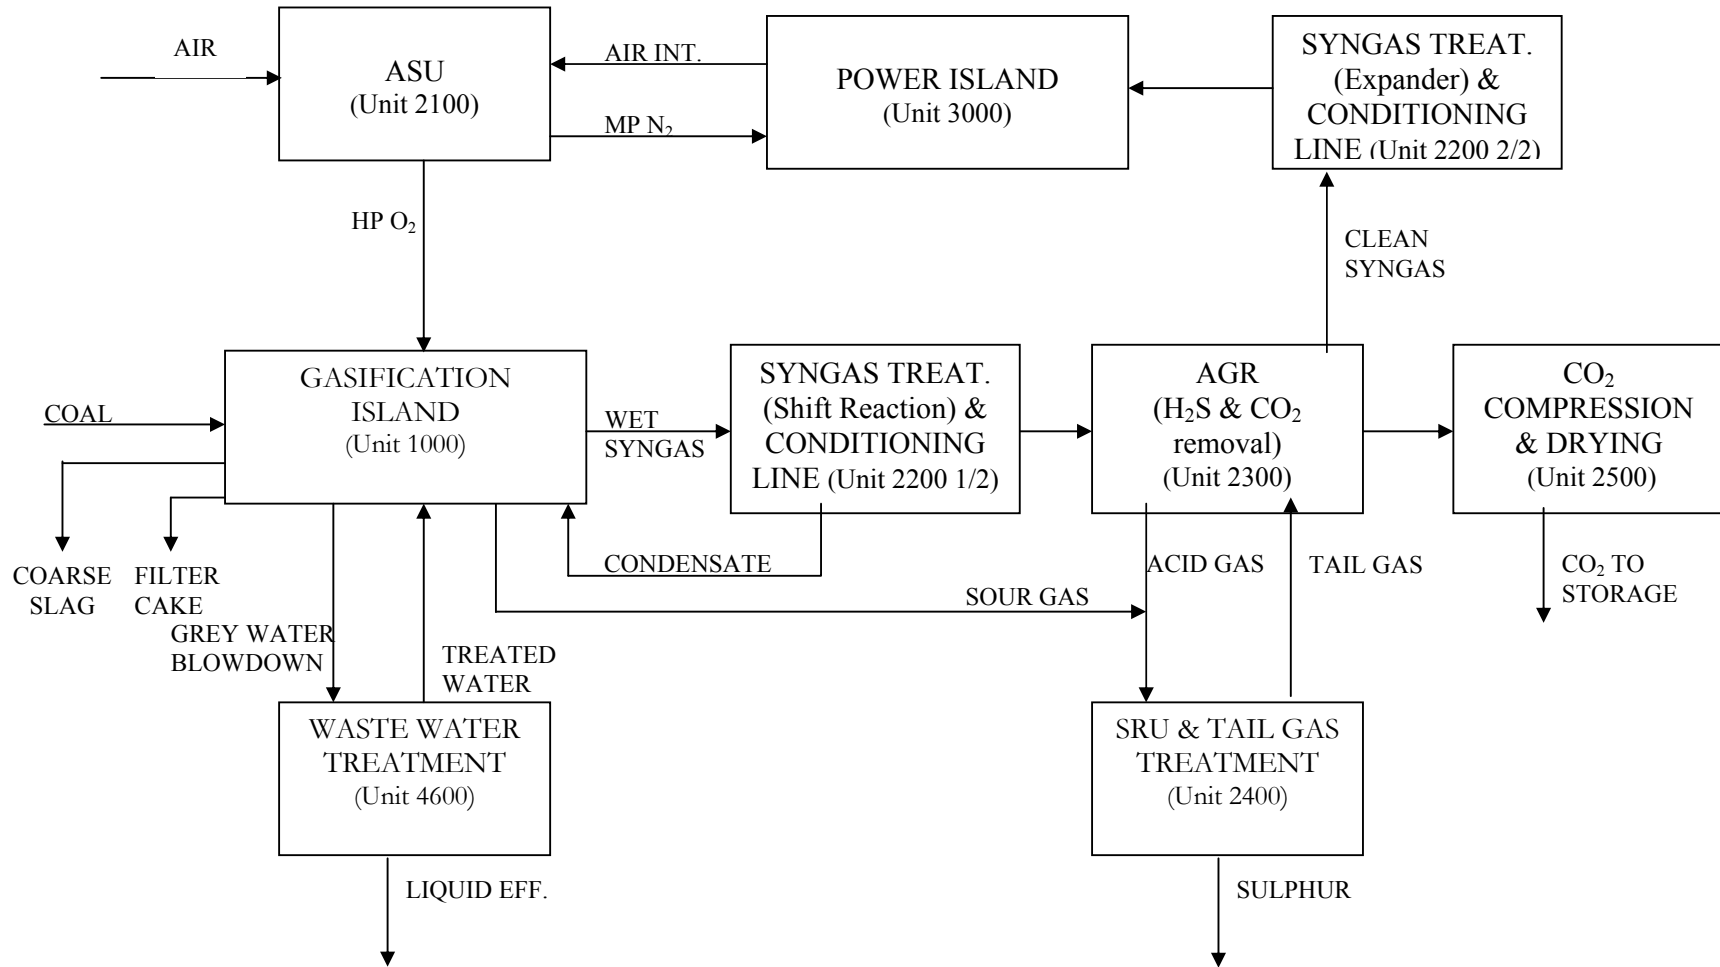 AIR
ASU
(Unit 2100)
AIR INT.
MP N₂
POWER ISLAND
(Unit 3000)
SYNGAS TREAT.
(Expander) &
CONDITIONING
LINE (Unit 2200 2/2)
HP O₂
CLEAN
SYNGAS
COAL
GASIFICATION
ISLAND
(Unit 1000)
WET
SYNGAS
SYNGAS TREAT.
(Shift Reaction) &
CONDITIONING
LINE (Unit 2200 1/2)
AGR
(H₂S & CO₂
removal)
(Unit 2300)
CO₂
COMPRESSION
& DRYING
(Unit 2500)
COARSE
SLAG
FILTER
CAKE
CONDENSATE
ACID GAS
TAIL GAS
CO₂ TO
STORAGE
SOUR GAS
GREY WATER
BLOWDOWN
TREATED
WATER
WASTE WATER
TREATMENT
(Unit 4600)
SRU & TAIL GAS
TREATMENT
(Unit 2400)
LIQUID EFF.
SULPHUR